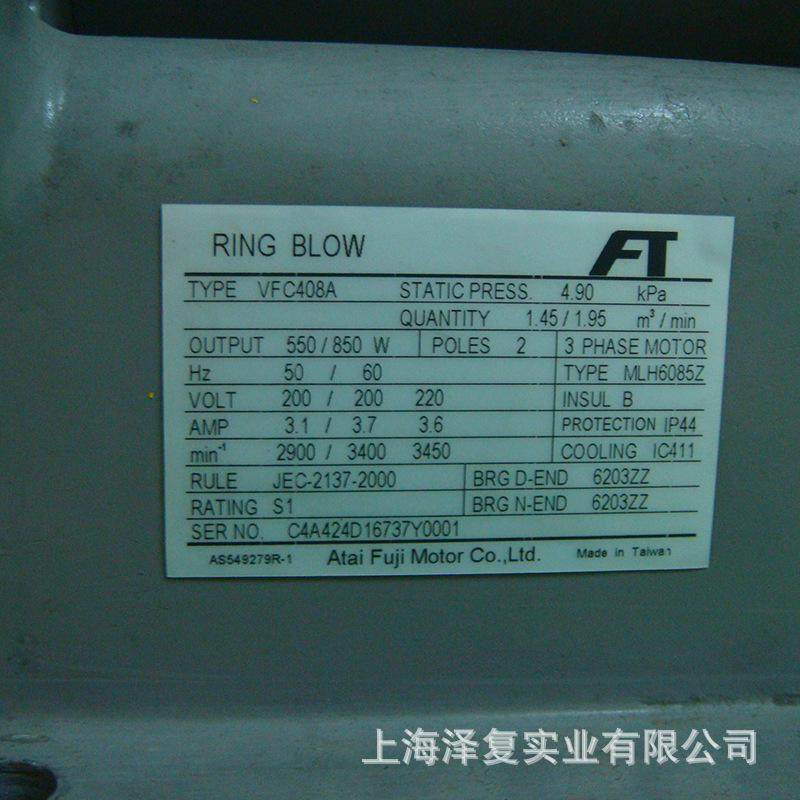 RING BLOW FT
TYPE VFC408A STATIC PRESS. 4.90 kPa
QUANTITY 1.45 / 1.95 m³ / min
OUTPUT 550 / 850 W POLES 2 3 PHASE MOTOR
Hz 50 / 60 TYPE MLH6085Z
VOLT 200 / 200 220 INSUL B
AMP 3.1 / 3.7 3.6 PROTECTION IP44
min⁻¹ 2900 / 3400 3450 COOLING IC411
RULE JEC-2137-2000 BRG D-END 6203ZZ
RATING S1 BRG N-END 6203ZZ
SER NO. C4A424D16737Y0001
AS549279R-1 Atai Fuji Motor Co.,Ltd. Made in Taiwan
上海泽复实业有限公司